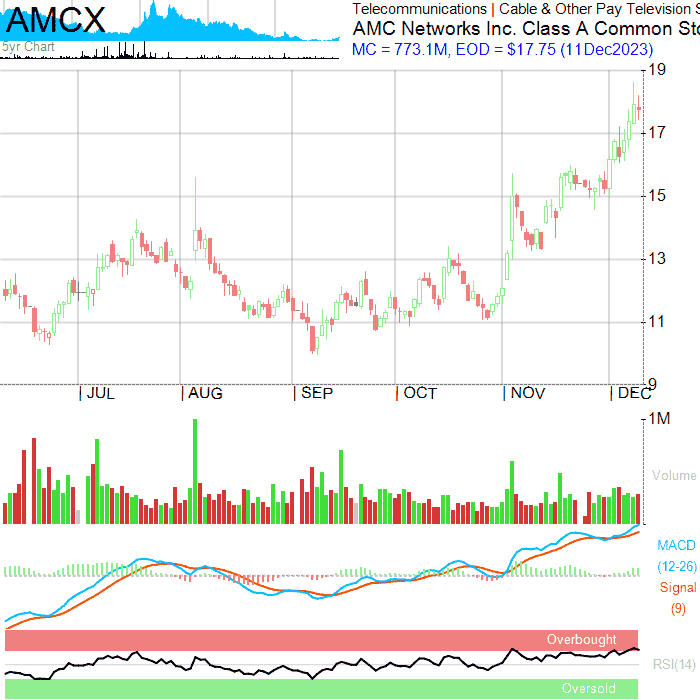 AMCX
5yr Chart
Telecommunications | Cable & Other Pay Television S
AMC Networks Inc. Class A Common Sto
MC = 773.1M, EOD = $17.75 (11Dec2023)
19
17
15
13
11
9
| JUL | AUG | SEP | OCT | NOV | DEC
1M
Volume
MACD
(12-26)
Signal
(9)
Overbought
RSI(14)
Oversold